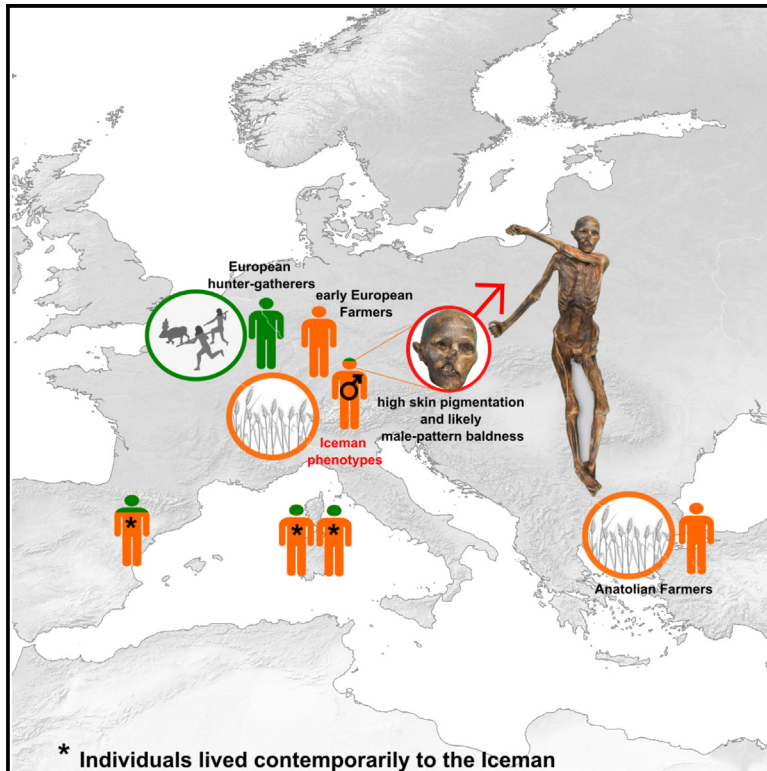 European
hunter-gatherers
early European
Farmers
high skin pigmentation
and likely
male-pattern baldness
Iceman
phenotypes
*
* *
Anatolian Farmers
* Individuals lived contemporarily to the Iceman